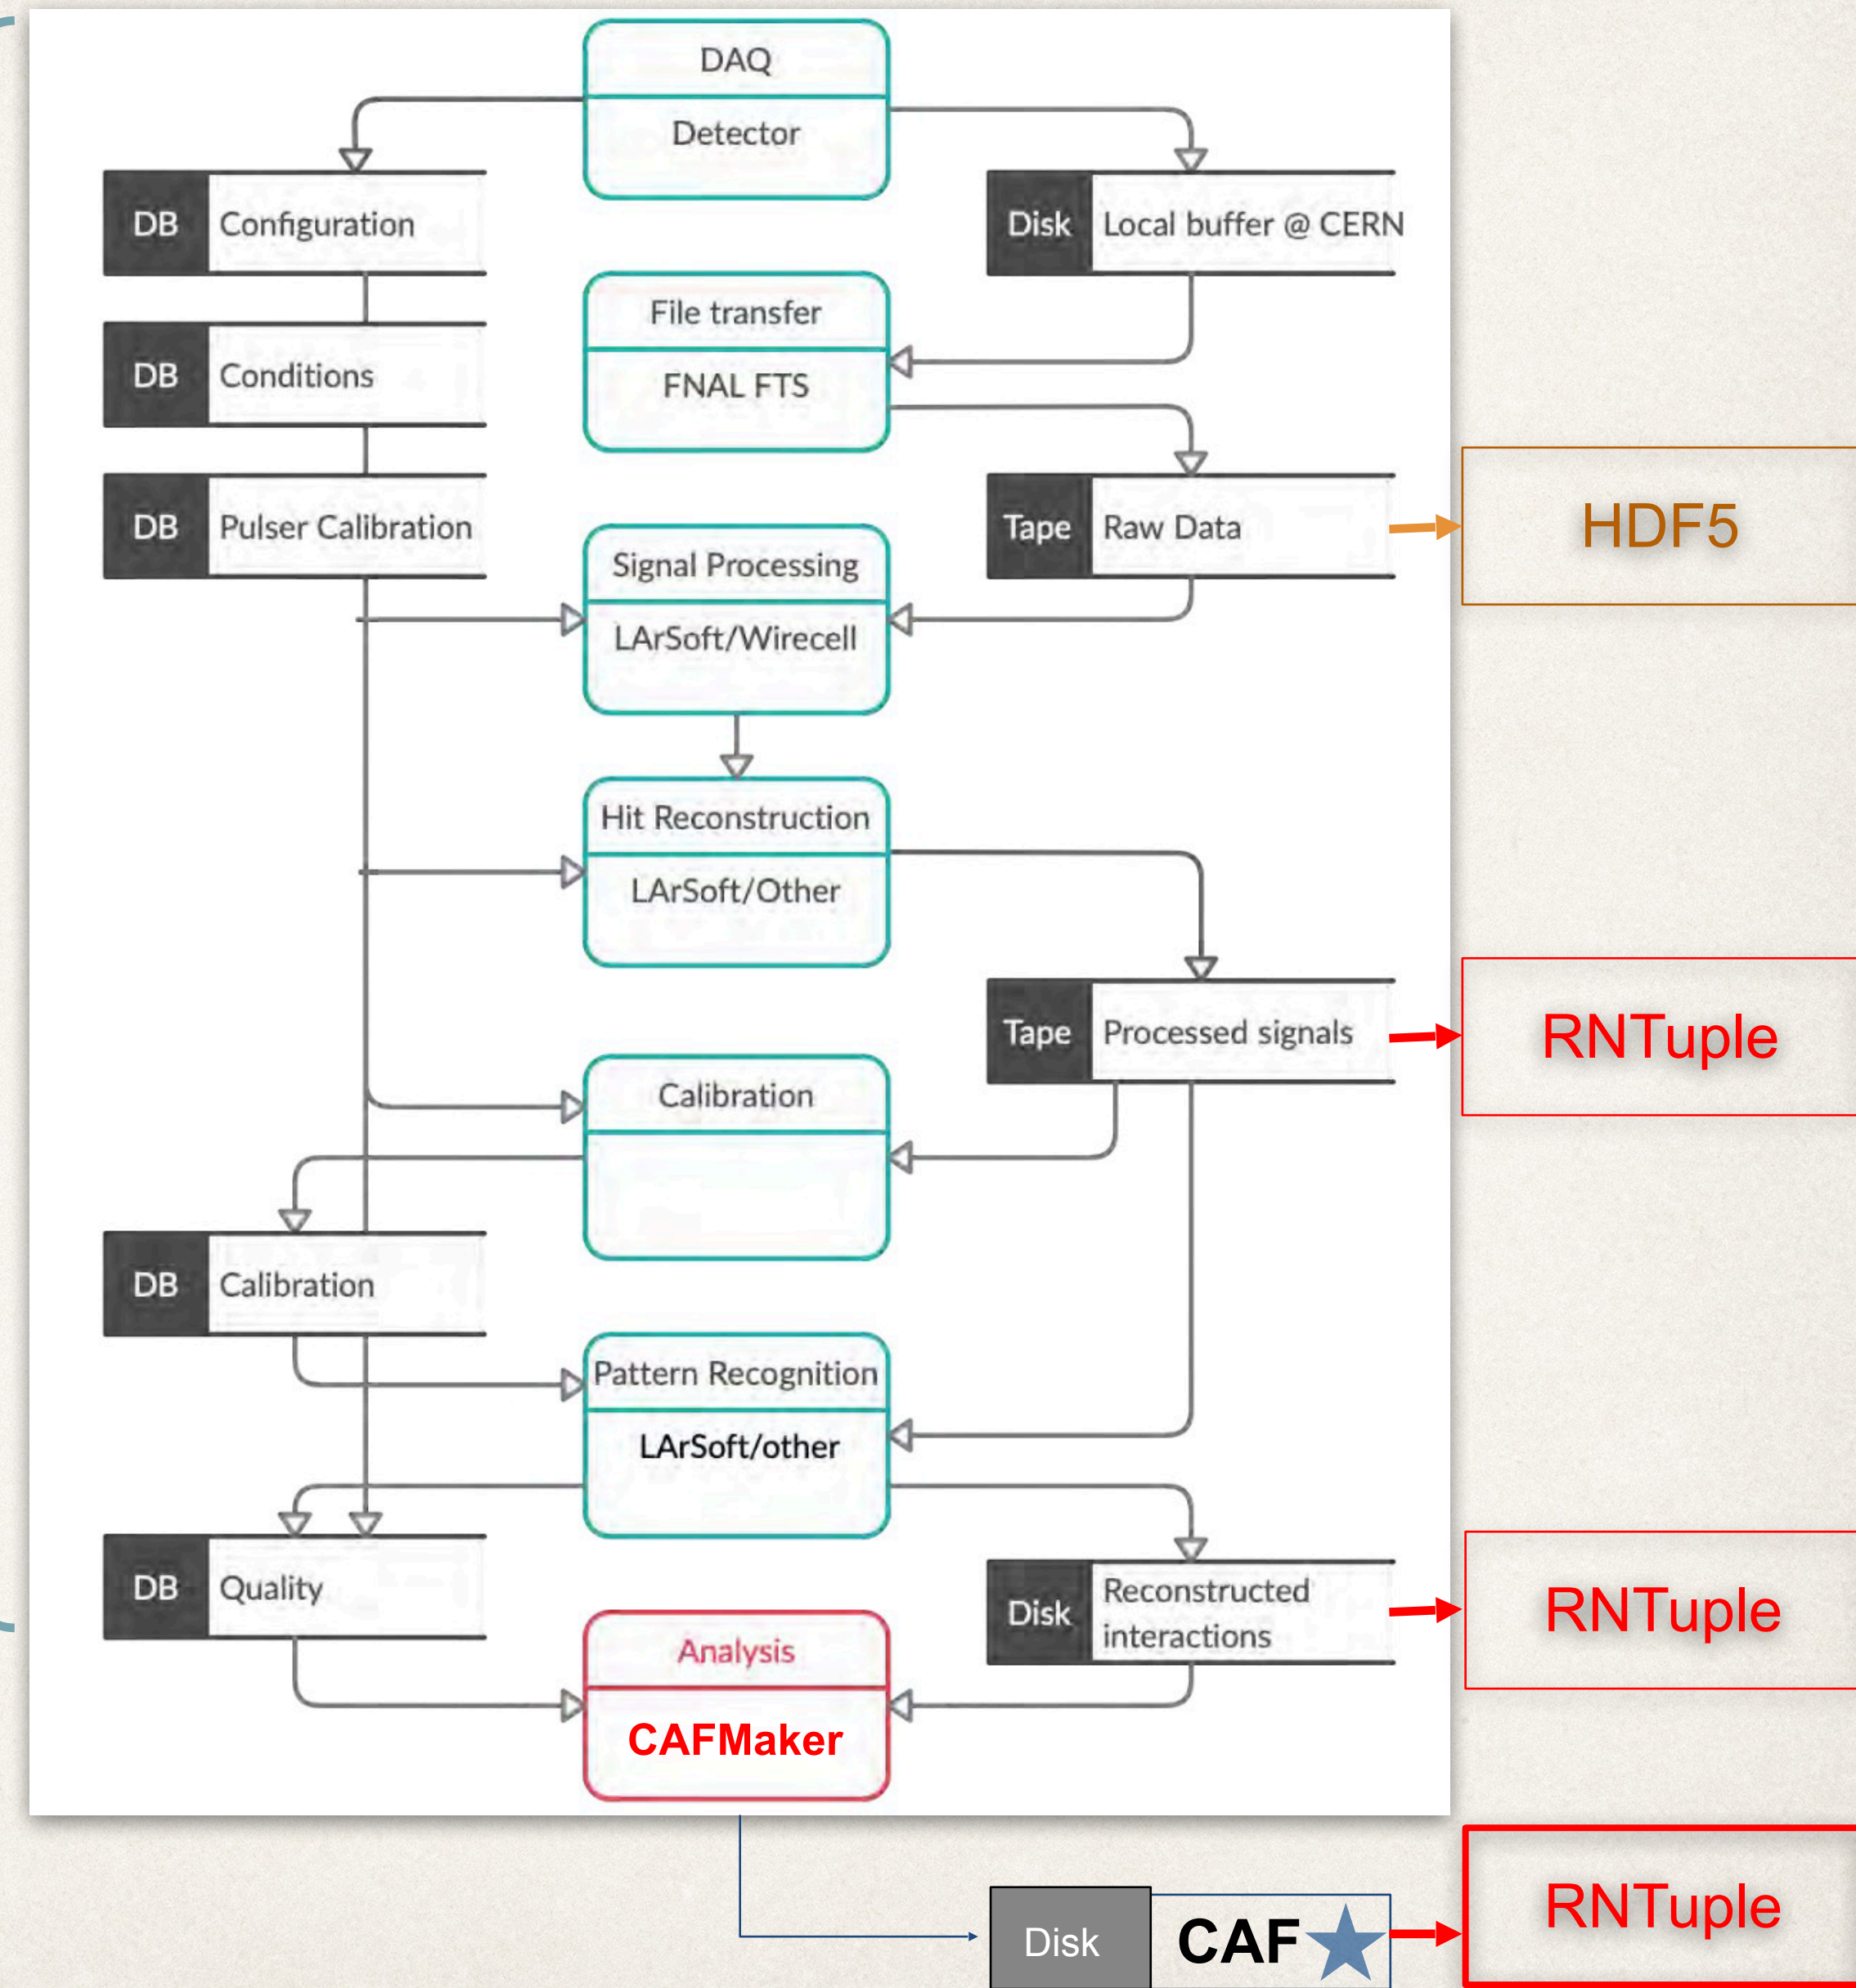 DAQ
Detector
DB Configuration
Disk Local buffer @ CERN
File transfer
FNAL FTS
DB Conditions
DB Pulser Calibration
Tape Raw Data
HDF5
Signal Processing
LArSoft/Wirecell
Hit Reconstruction
LArSoft/Other
Tape Processed signals
RNTuple
Calibration
DB Calibration
Pattern Recognition
LArSoft/other
DB Quality
Disk Reconstructed
interactions
RNTuple
Analysis
CAFMaker
Disk CAF
RNTuple